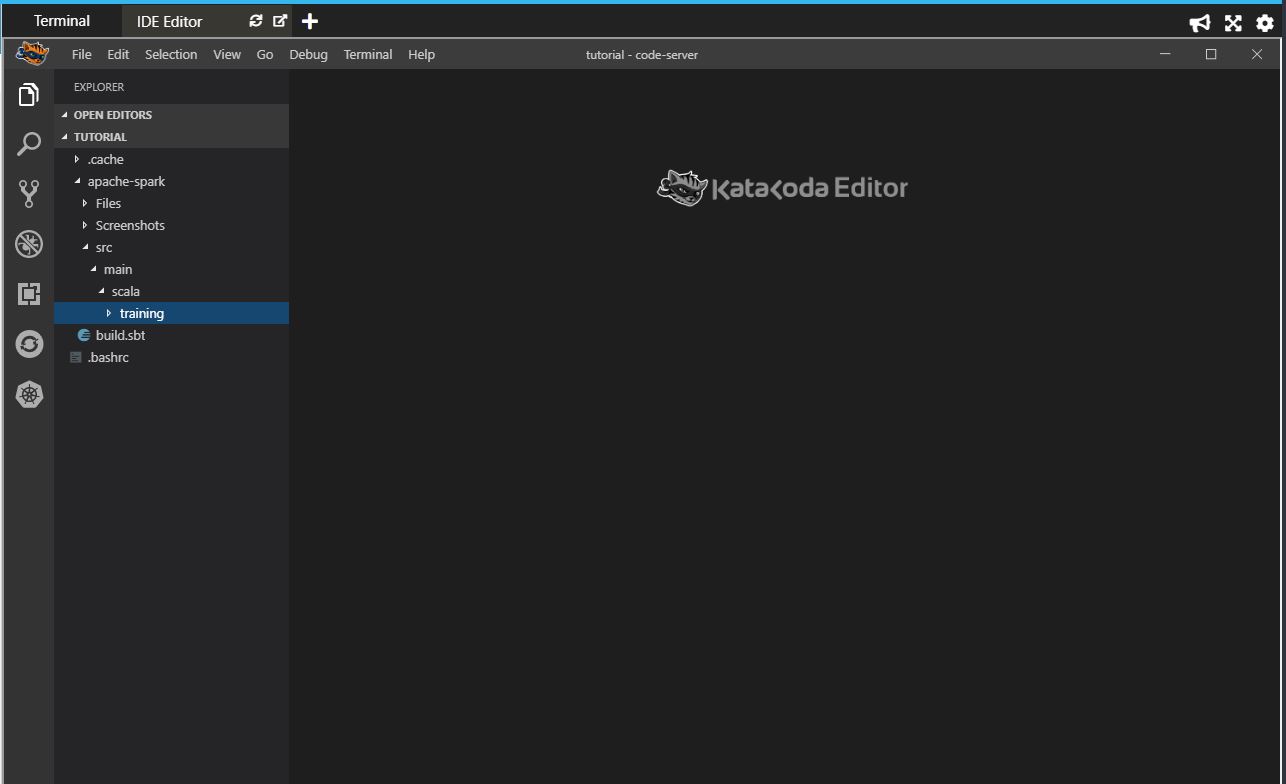 Terminal IDE Editor
File Edit Selection View Go Debug Terminal Help tutorial - code-server
EXPLORER
OPEN EDITORS
TUTORIAL
.cache
apache-spark
Files
Screenshots
src
main
scala
training
build.sbt
.bashrc
Katakoda Editor